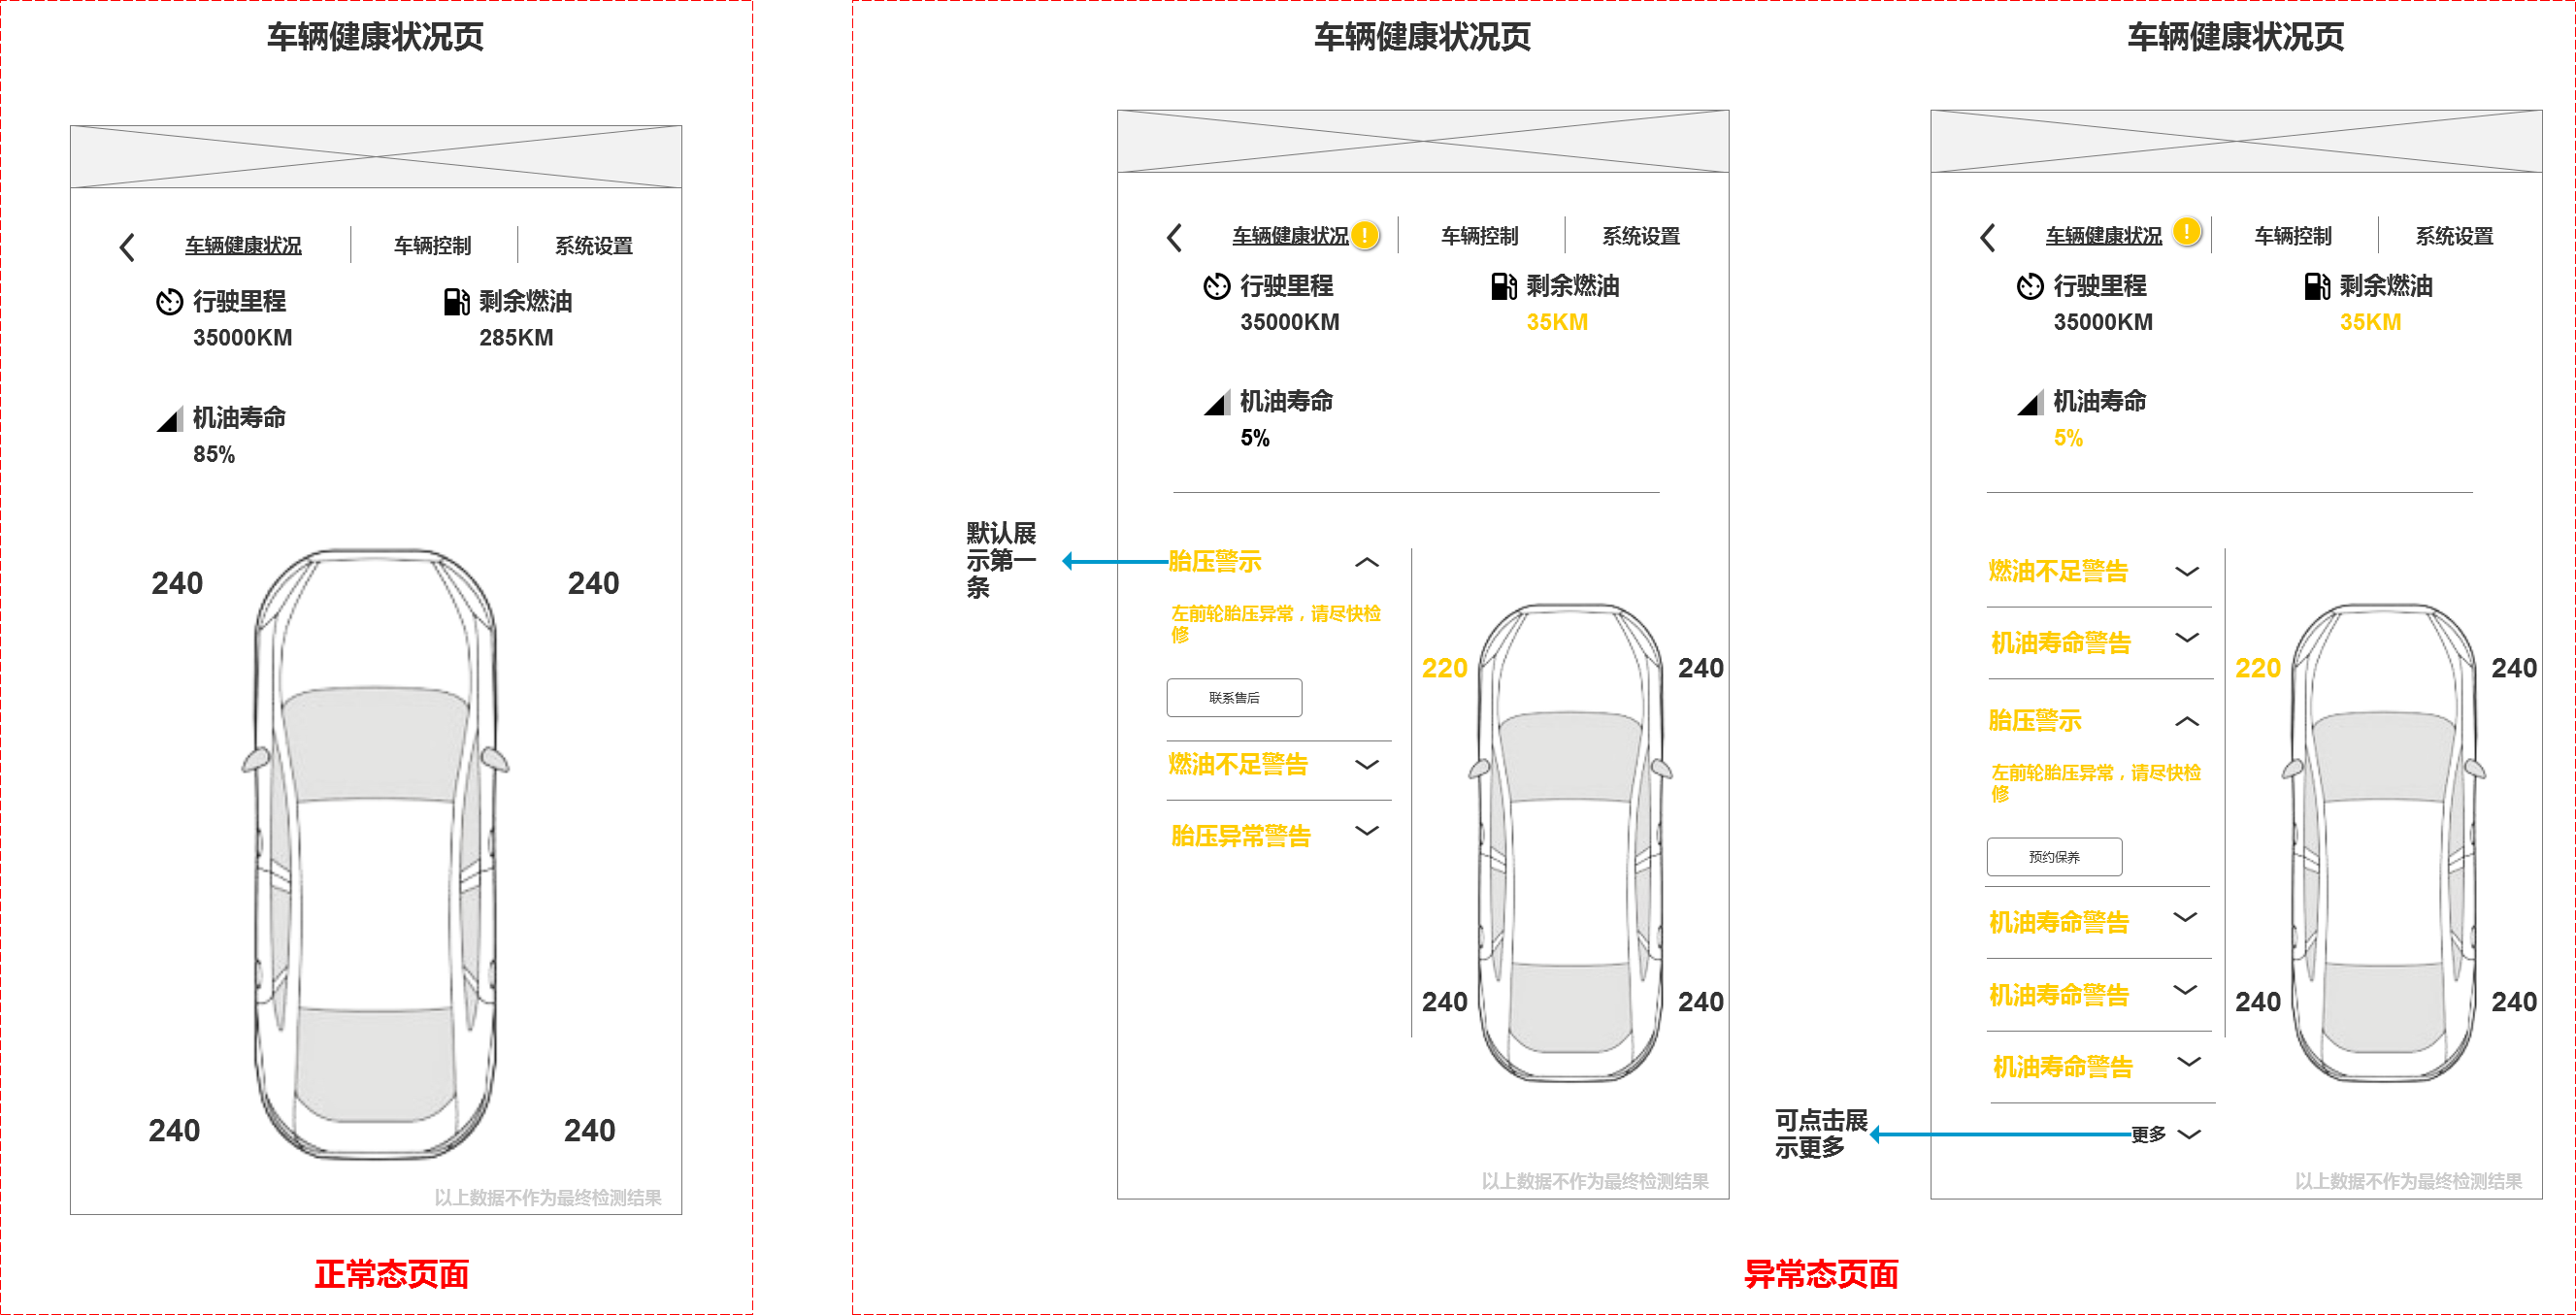 车辆健康状况页
车辆健康状况
车辆控制
系统设置
行驶里程
35000KM
剩余燃油
285KM
机油寿命
85%
240
240
240
240
以上数据不作为最终检测结果
正常态页面
车辆健康状况页
车辆健康状况
!
车辆控制
系统设置
行驶里程
35000KM
剩余燃油
35KM
机油寿命
5%
默认展
示第一
条
胎压警示
左前轮胎压异常，请尽快检
修
联系售后
燃油不足警告
胎压异常警告
220
240
240
240
以上数据不作为最终检测结果
车辆健康状况页
车辆健康状况
!
车辆控制
系统设置
行驶里程
35000KM
剩余燃油
35KM
机油寿命
5%
燃油不足警告
机油寿命警告
胎压警示
左前轮胎压异常，请尽快检
修
预约保养
机油寿命警告
机油寿命警告
机油寿命警告
更多
可点击展
示更多
220
240
240
240
以上数据不作为最终检测结果
异常态页面